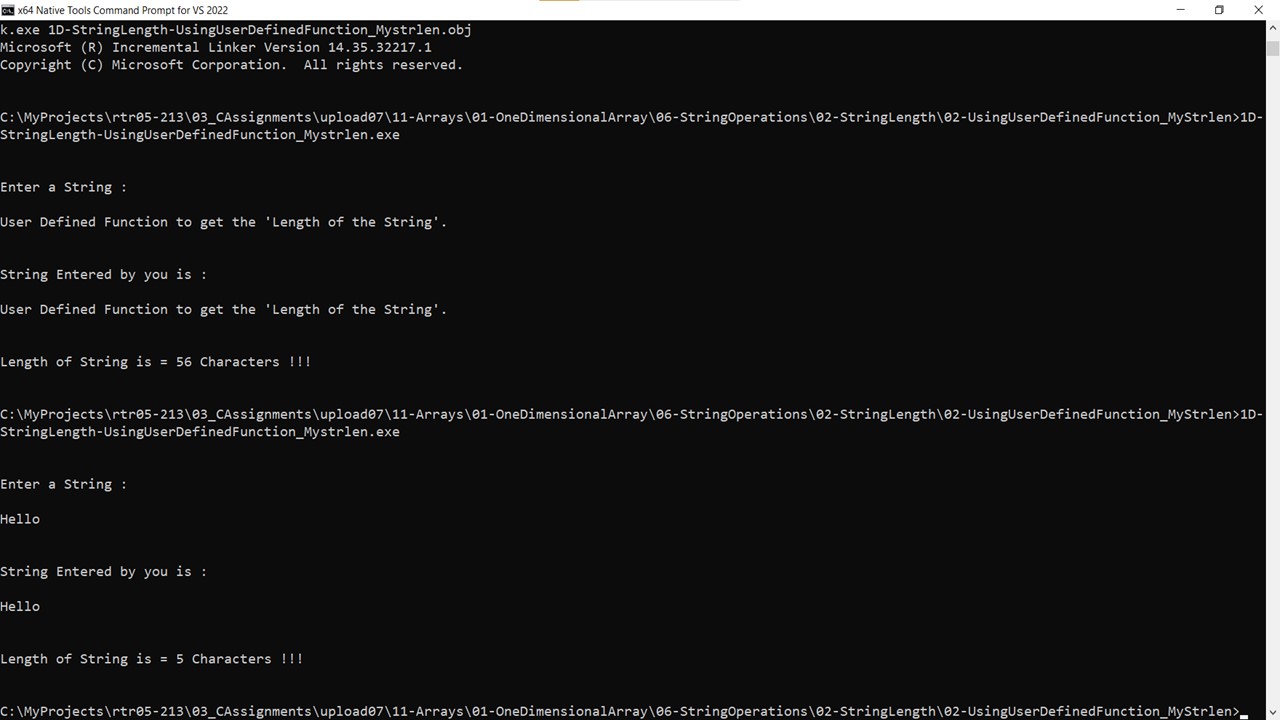 x64 Native Tools Command Prompt for VS 2022
k.exe 1D-StringLength-UsingUserDefinedFunction_Mystrlen.obj
Microsoft (R) Incremental Linker Version 14.35.32217.1
Copyright (C) Microsoft Corporation.  All rights reserved.
C:\MyProjects\rtr05-213\03_CAssignments\upload07\11-Arrays\01-OneDimensionalArray\06-StringOperations\02-StringLength\02-UsingUserDefinedFunction_MyStrlen>1D-
StringLength-UsingUserDefinedFunction_Mystrlen.exe
Enter a String :
User Defined Function to get the 'Length of the String'.
String Entered by you is :
User Defined Function to get the 'Length of the String'.
Length of String is = 56 Characters !!!
C:\MyProjects\rtr05-213\03_CAssignments\upload07\11-Arrays\01-OneDimensionalArray\06-StringOperations\02-StringLength\02-UsingUserDefinedFunction_MyStrlen>1D-
StringLength-UsingUserDefinedFunction_Mystrlen.exe
Enter a String :
Hello
String Entered by you is :
Hello
Length of String is = 5 Characters !!!
C:\MyProjects\rtr05-213\03_CAssignments\upload07\11-Arrays\01-OneDimensionalArray\06-StringOperations\02-StringLength\02-UsingUserDefinedFunction_MyStrlen>